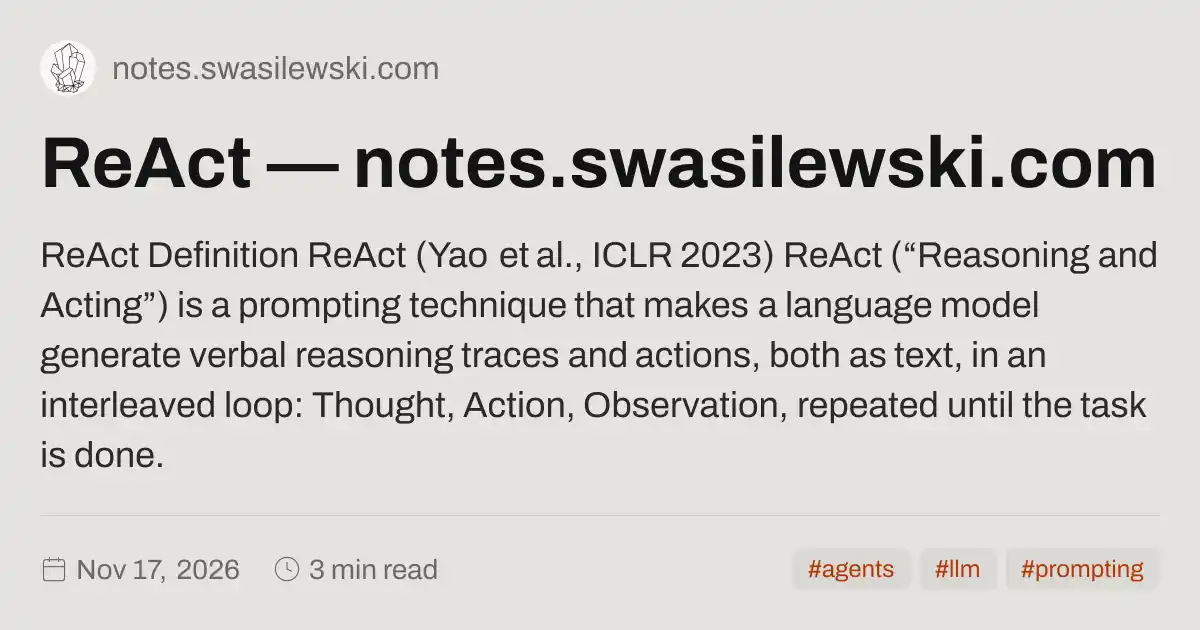 notes.swasilewski.com
ReAct — notes.swasilewski.com
ReAct Definition ReAct (Yao et al., ICLR 2023) ReAct (“Reasoning and
Acting”) is a prompting technique that makes a language model
generate verbal reasoning traces and actions, both as text, in an
interleaved loop: Thought, Action, Observation, repeated until the task
is done.
Nov 17, 2026 3 min read #agents #llm #prompting